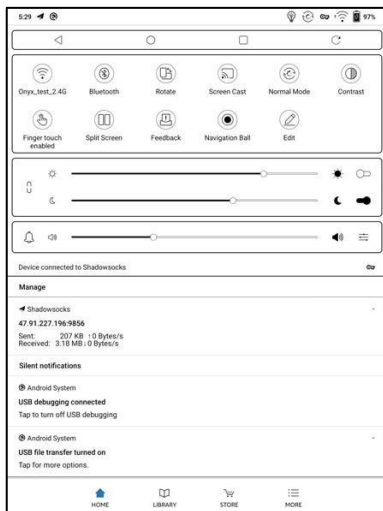 5:29
97%
Onyx_test_2.4G
Bluetooth
Rotate
Screen Cast
Normal Mode
Contrast
Finger touch
enabled
Split Screen
Feedback
Navigation Ball
Edit
Device connected to Shadowsocks
Manage
Shadowsocks
47.91.227.196:9856
Sent: 207 KB ↑0 Bytes/s
Received: 3.18 MB↓0 Bytes/s
Silent notifications
Android System
USB debugging connected
Tap to turn off USB debugging
Android System
USB file transfer turned on
Tap for more options.
HOME
LIBRARY
STORE
MORE